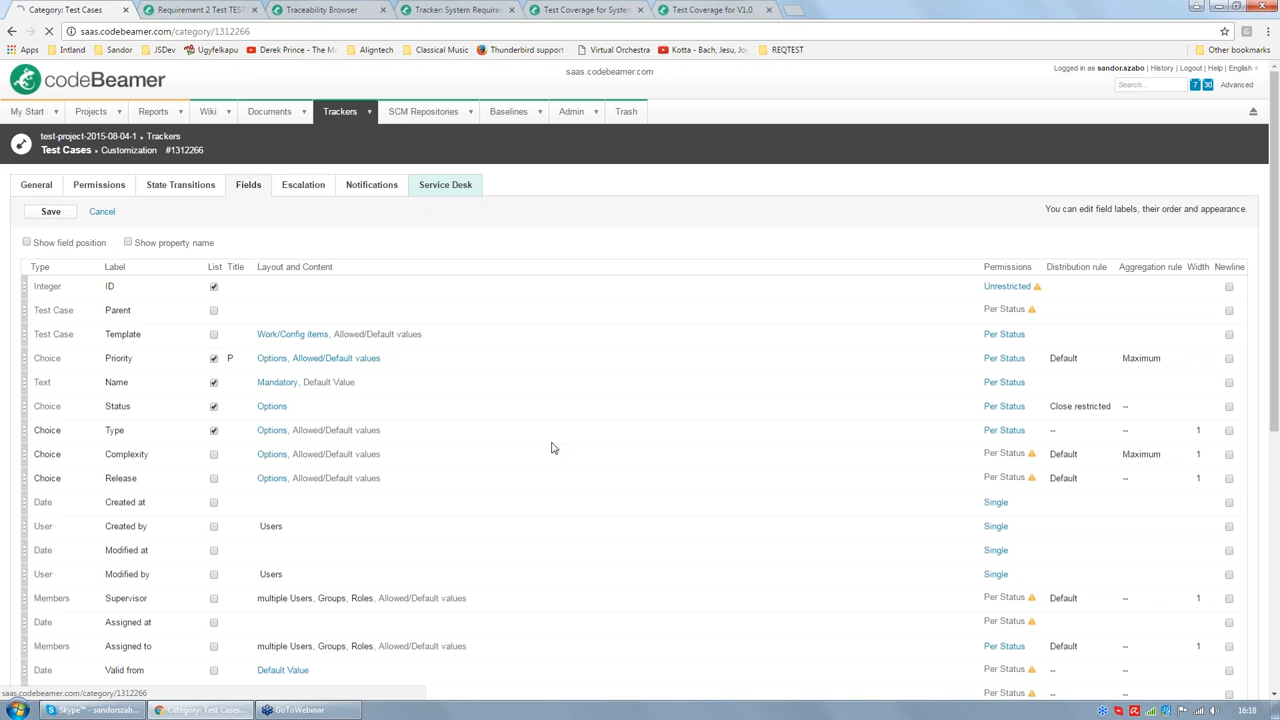 Category: Test Cases
Requirement 2 Test TEST
Traceability Browser
Tracker: System Requirem
Test Coverage for System
Test Coverage for V1.0
saas.codebeamer.com/category/1312266
Apps Intland Sandor JSDev Ugyfelkapu Derek Prince - The Ma Aligntech Classical Music Thunderbird support Virtual Orchestra Kotta - Bach, Jesu, Joy REQTEST Other bookmarks
codeBeamer
saas.codebeamer.com
Logged in as sandor.szabo | History | Logout | Help | English
Search... 7 30 Advanced
My Start Projects Reports Wiki Documents Trackers SCM Repositories Baselines Admin Trash
test-project-2015-08-04-1 Trackers
Test Cases Customization #1312266
General Permissions State Transitions Fields Escalation Notifications Service Desk
Save Cancel You can edit field labels, their order and appearance.
Show field position Show property name
Type Label List Title Layout and Content Permissions Distribution rule Aggregation rule Width Newline
Integer ID Unrestricted
Test Case Parent Per Status
Test Case Template Work/Config items, Allowed/Default values Per Status
Choice Priority P Options, Allowed/Default values Per Status Default Maximum
Text Name Mandatory, Default Value Per Status
Choice Status Options Per Status Close restricted --
Choice Type Options, Allowed/Default values Per Status -- -- 1
Choice Complexity Options, Allowed/Default values Per Status Default Maximum 1
Choice Release Options, Allowed/Default values Per Status Default 1
Date Created at Single
User Created by Users Single
Date Modified at Single
User Modified by Users Single
Members Supervisor multiple Users, Groups, Roles, Allowed/Default values Per Status Default -- 1
Date Assigned at Per Status
Members Assigned to multiple Users, Groups, Roles, Allowed/Default values Per Status Default --
Date Valid from Default Value Per Status -- --
Per Status -- --
saas.codebeamer.com/category/1312266
Skype™ - sandorszab... Category: Test Cases... GoToWebinar 16:18